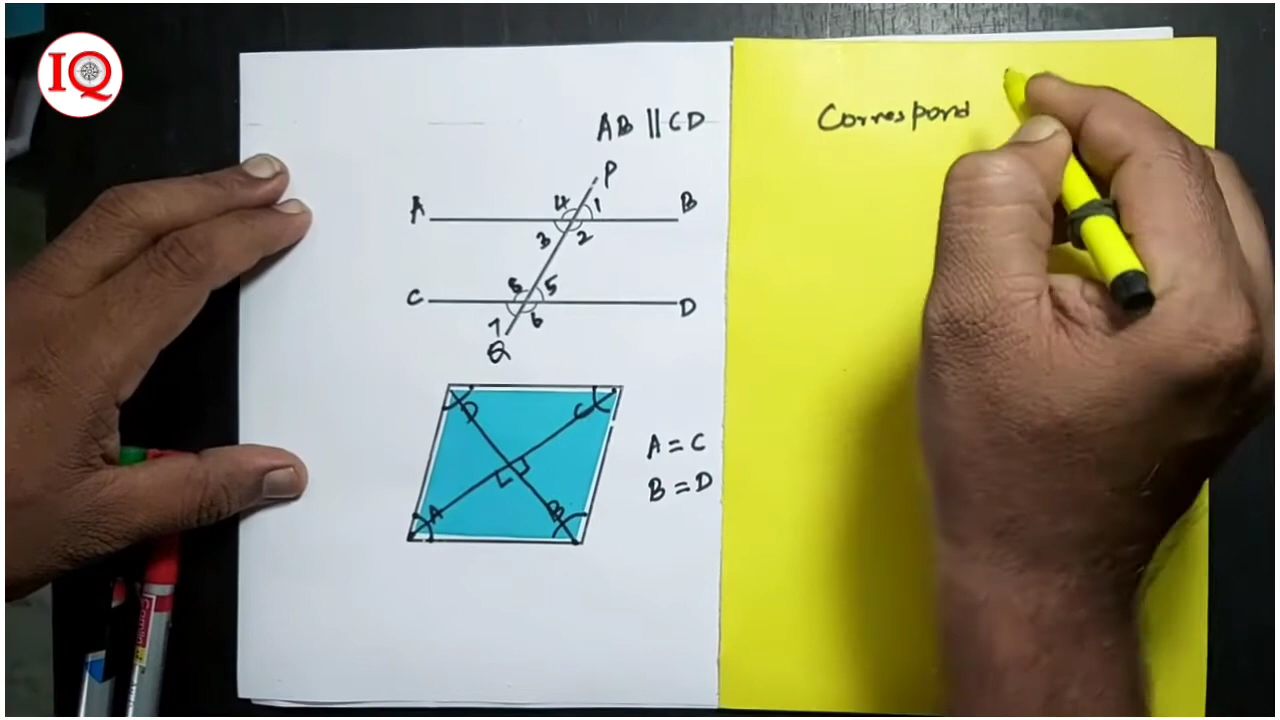 IQ
AB || CD
P
A 4 1 B
3 2
C 8 5 D
7 6
Q
D C
A = C
B = D
A B
Correspond